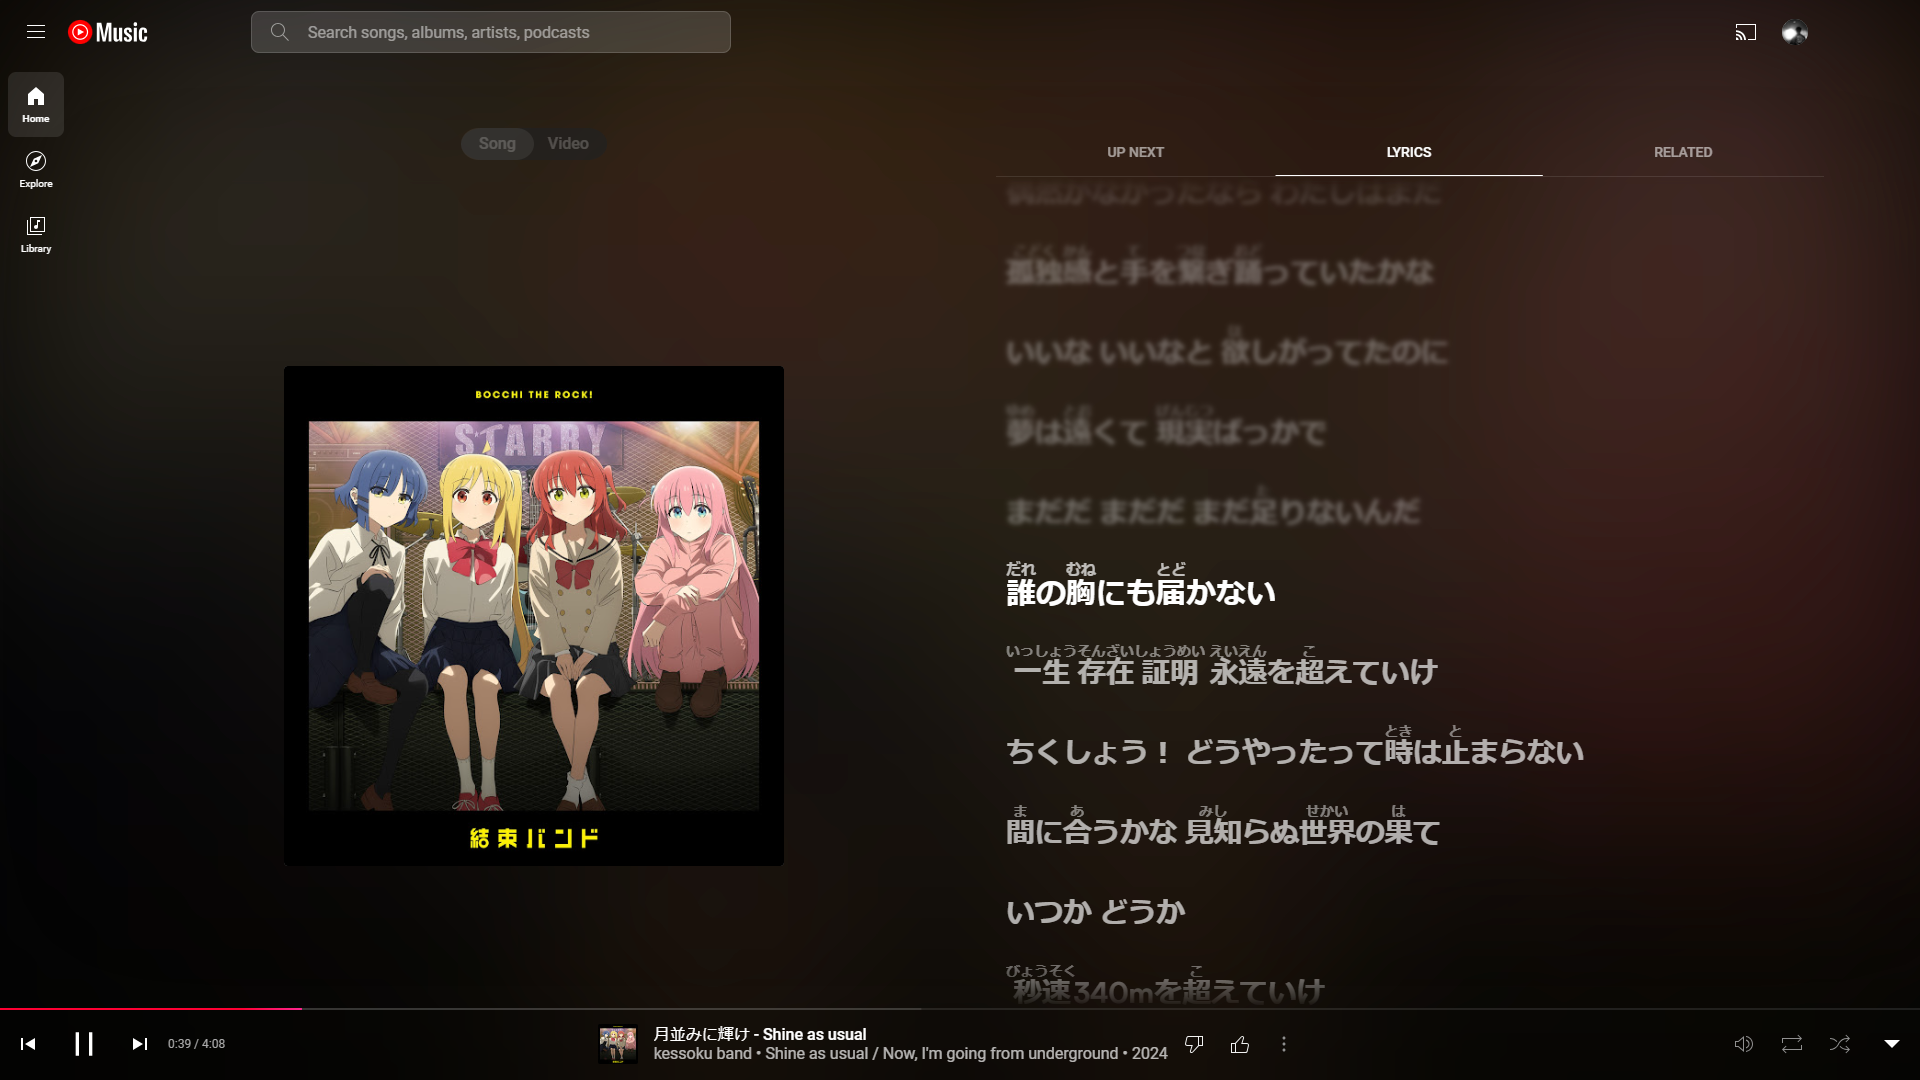 Music
Search songs, albums, artists, podcasts
Home
Explore
Library
Song
Video
BOCCHI THE ROCK!
STARRY
結束バンド
UP NEXT
LYRICS
RELATED
孤独感と手を繋ぎ踊っていたかな
いいな いいなと 欲しがってたのに
ゆめ とお げんじつ
夢は遠くて 現実ばっかで
まだだ まだだ まだ足りないんだ
だれ むね とど
誰の胸にも届かない
いっしょう そんざい しょうめい えいえん こ
一生 存在 証明 永遠を超えていけ
とき と
ちくしょう! どうやったって時は止まらない
ま あ みし せかい は
間に合うかな 見知らぬ世界の果て
いつか どうか
びょうそく こ
秒速340mを超えていけ
0:39 / 4:08
月並みに輝け - Shine as usual
kessoku band • Shine as usual / Now, I'm going from underground • 2024